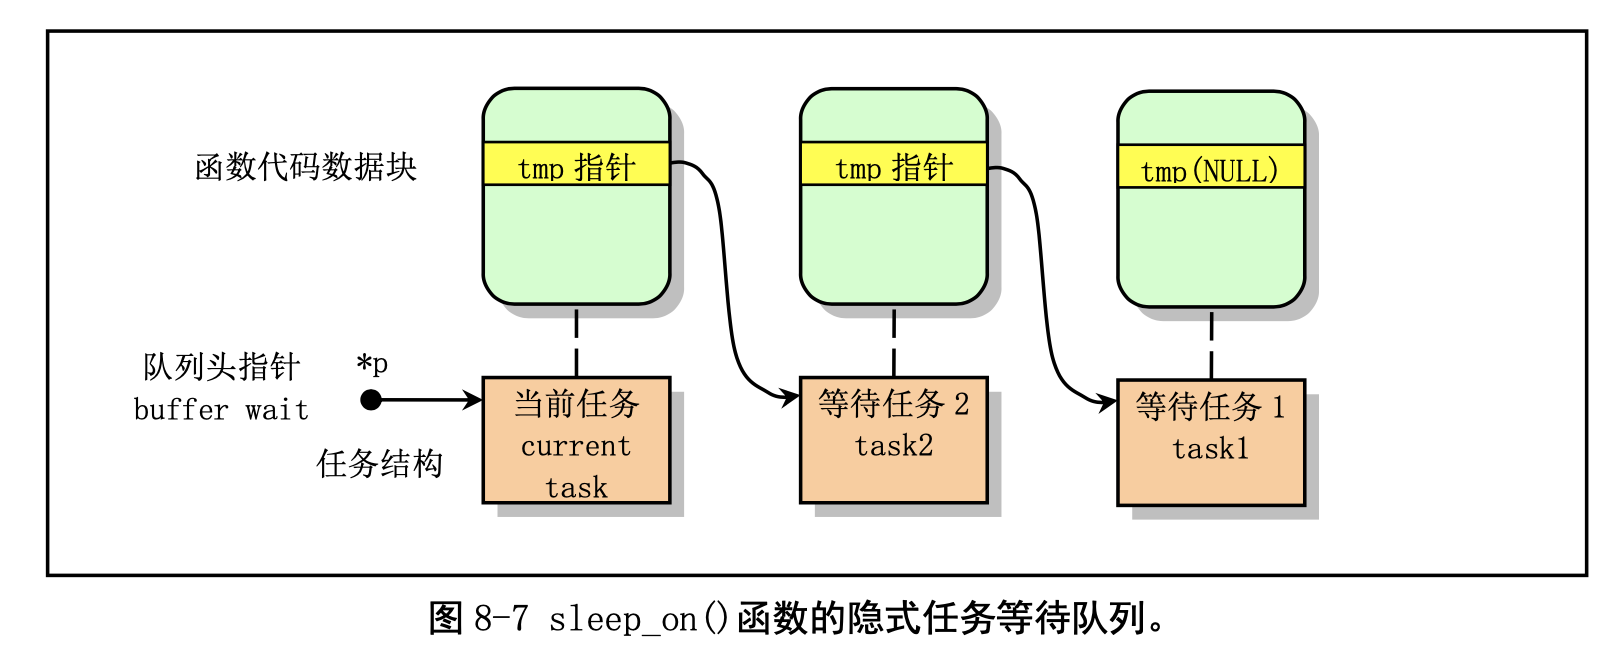 函数代码数据块
tmp 指针
tmp 指针
tmp(NULL)
队列头指针
buffer wait
*p
任务结构
当前任务
current
task
等待任务 2
task2
等待任务 1
task1
图 8-7 sleep_on()函数的隐式任务等待队列。